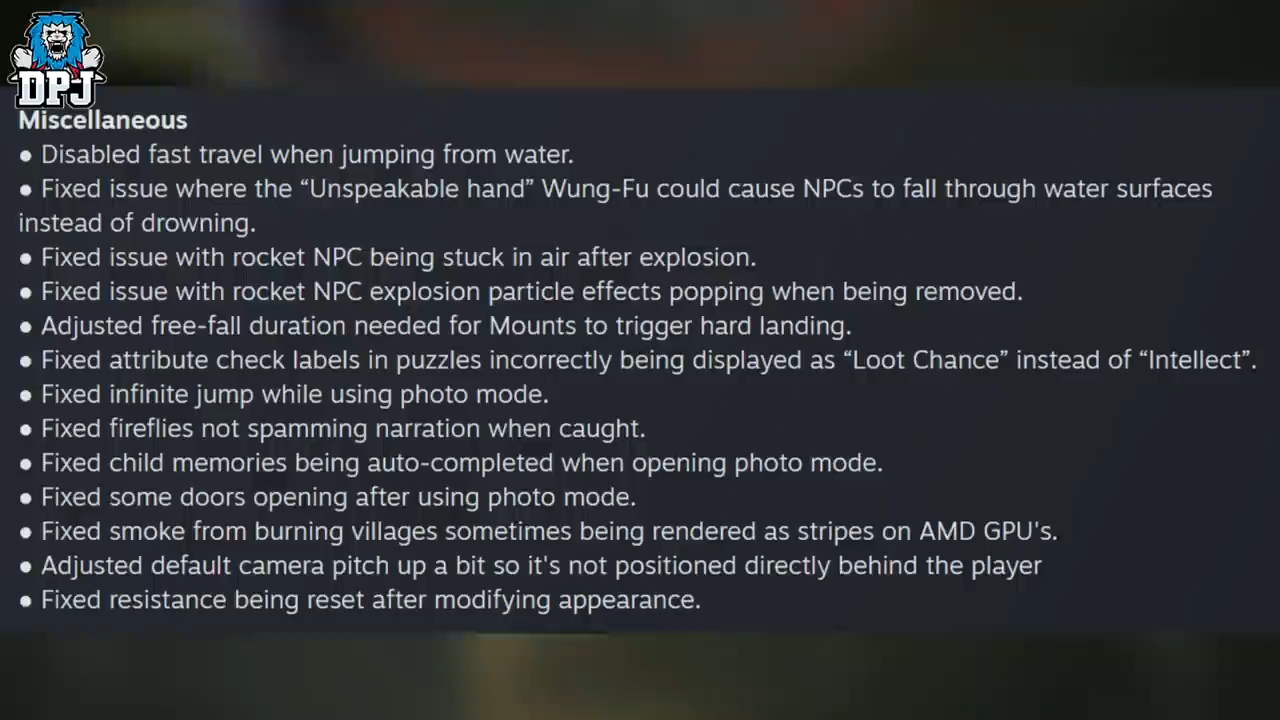 DPJ
Miscellaneous
● Disabled fast travel when jumping from water.
● Fixed issue where the “Unspeakable hand” Wung-Fu could cause NPCs to fall through water surfaces
instead of drowning.
● Fixed issue with rocket NPC being stuck in air after explosion.
● Fixed issue with rocket NPC explosion particle effects popping when being removed.
● Adjusted free-fall duration needed for Mounts to trigger hard landing.
● Fixed attribute check labels in puzzles incorrectly being displayed as “Loot Chance” instead of “Intellect”.
● Fixed infinite jump while using photo mode.
● Fixed fireflies not spamming narration when caught.
● Fixed child memories being auto-completed when opening photo mode.
● Fixed some doors opening after using photo mode.
● Fixed smoke from burning villages sometimes being rendered as stripes on AMD GPU's.
● Adjusted default camera pitch up a bit so it's not positioned directly behind the player
● Fixed resistance being reset after modifying appearance.